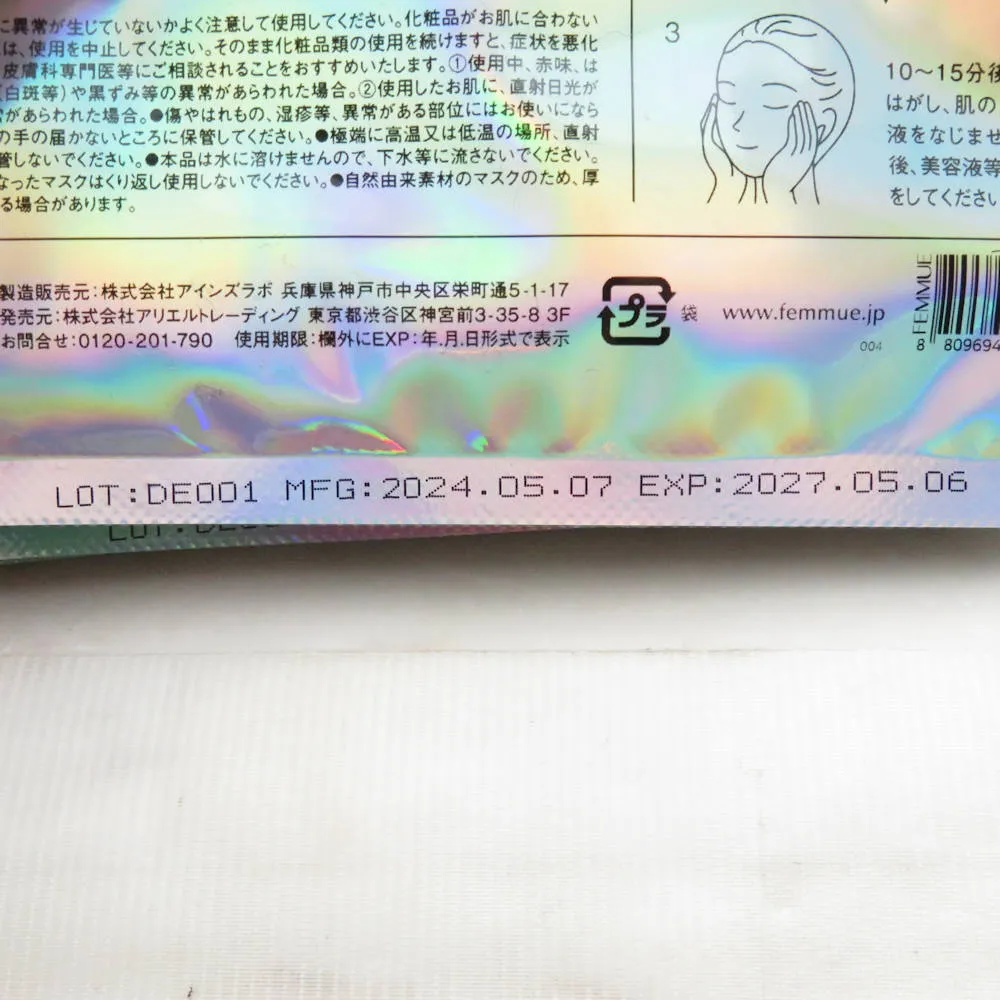 に異常が生じていないかよく注意して使用してください。化粧品がお肌に合わない
は、使用を中止してください。そのまま化粧品類の使用を続けますと、症状を悪化
皮膚科専門医等にご相談されることをおすすめいたします。①使用中、赤味、は
(白斑等)や黒ずみ等の異常があらわれた場合。②使用したお肌に、直射日光が
があらわれた場合。●傷やはれもの、湿疹等、異常がある部位にはお使いになら
の手の届かないところに保管してください。●極端に高温又は低温の場所、直射
管しないでください。●本品は水に溶けませんので、下水等に流さないでください。
なったマスクはくり返し使用しないでください。●自然由来素材のマスクのため、厚
る場合があります。
3
10～15分後
はがし、肌の
液をなじませ
後、美容液等
をしてください
製造販売元:株式会社アインズラボ 兵庫県神戸市中央区栄町通5-1-17
発売元:株式会社アリエルトレーディング 東京都渋谷区神宮前3-35-8 3F
お問合せ:0120-201-790 使用期限:欄外にEXP:年.月.日形式で表示
プラ 袋
www.femmue.jp
004
FEMMUE
8 809694
LOT:DE001 MFG:2024.05.07 EXP:2027.05.06